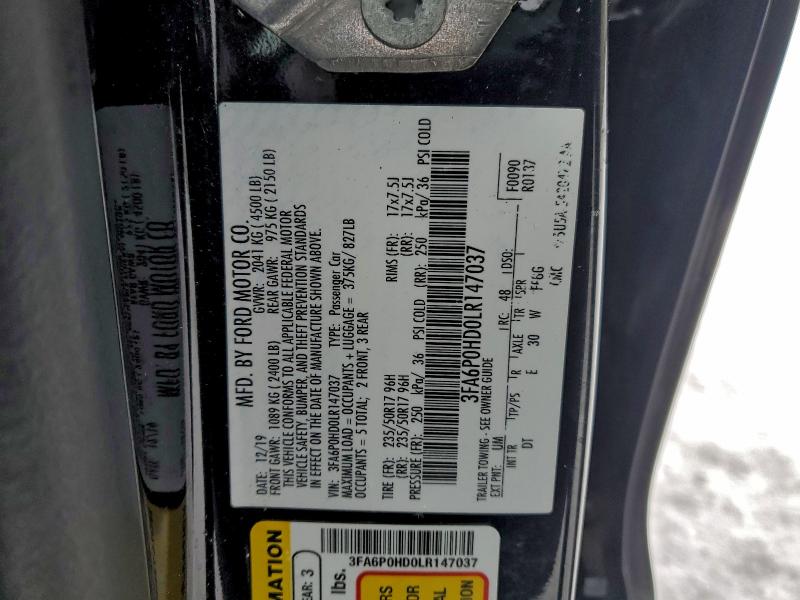 MFD. BY FORD MOTOR CO.
DATE: 12/19 GVWR: 2041 KG ( 4500 LB)
FRONT GAWR: 1089 KG ( 2400 LB) REAR GAWR: 975 KG ( 2150 LB)
THIS VEHICLE CONFORMS TO ALL APPLICABLE FEDERAL MOTOR
VEHICLE SAFETY, BUMPER, AND THEFT PREVENTION STANDARDS
IN EFFECT ON THE DATE OF MANUFACTURE SHOWN ABOVE.
VIN: 3FA6P0HD0LR147037 TYPE: Passenger Car
MAXIMUM LOAD = OCCUPANTS + LUGGAGE = 375KG/ 827LB
OCCUPANTS = 5 TOTAL; 2 FRONT, 3 REAR
TIRE (FR): 235/50R17 96H RIMS (FR): 17x7.5J
(RR): 235/50R17 96H (RR): 17x7.5J
PRESSURE (FR): 250 kPa/ 36 PSI COLD (RR): 250 kPa/ 36 PSI COLD
3FA6P0HD0LR147037
TRAILER TOWING - SEE OWNER GUIDE
F0090
R0137
EXT PNT: UM RC: 48 DSO:
INT TR TP/PS R AXLE TR SPR
DT E 30 W F+6G
MATION
EAR: 3
lbs.
3FA6P0HD0LR147037